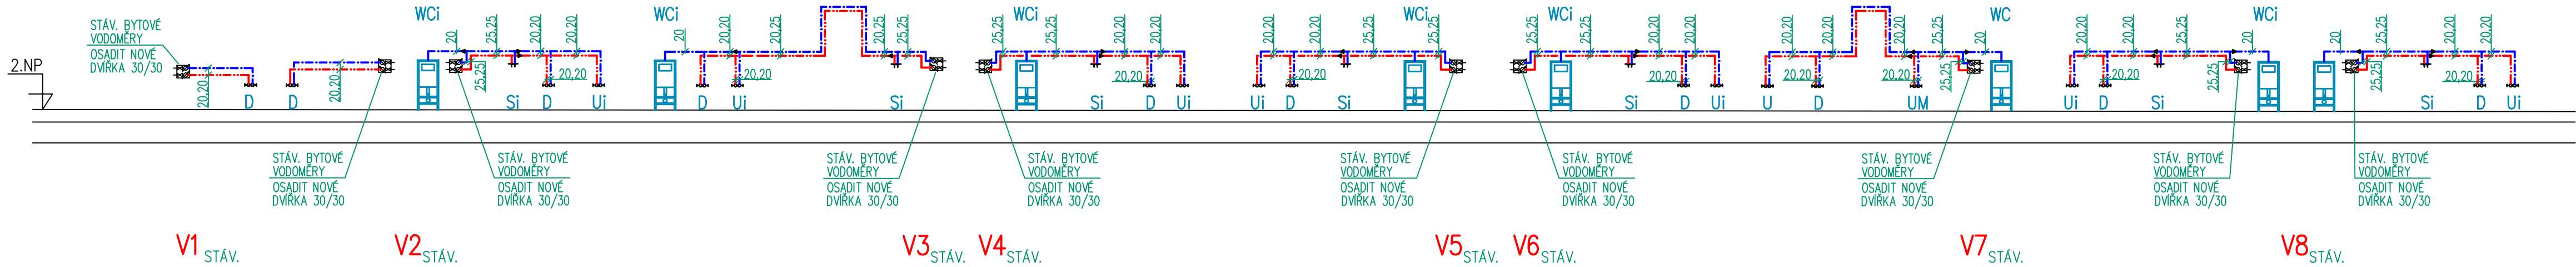 STÁV. BYTOVÉ
VODOMĚRY
OSADIT NOVÉ
DVÍŘKA 30/30
2.NP
20,20
D
D
20,20
WCi
20
25,25
25,25
20,20
20,20
20,20
Si
D
Ui
WCi
20
20,20
25,25
20,20
D
Ui
20,25
25,25
Si
25,25
WCi
25,25
20,20
20,20
20,20
Si
D
Ui
20,20
20,20
25,25
WCi
25,25
20,20
Ui
D
Si
25,25
WCi
25,25
20,20
20,20
20,20
Si
D
Ui
20,20
20,20
20,20
25,25
20
WC
20,20
20,20
25,25
U
D
UM
20,20
20,20
25,25
20
WCi
20,20
25,25
Ui
D
Si
20
25,25
20,20
20,20
25,25
20,20
Si
D
Ui
STÁV. BYTOVÉ
VODOMĚRY
OSADIT NOVÉ
DVÍŘKA 30/30
STÁV. BYTOVÉ
VODOMĚRY
OSADIT NOVÉ
DVÍŘKA 30/30
STÁV. BYTOVÉ
VODOMĚRY
OSADIT NOVÉ
DVÍŘKA 30/30
STÁV. BYTOVÉ
VODOMĚRY
OSADIT NOVÉ
DVÍŘKA 30/30
STÁV. BYTOVÉ
VODOMĚRY
OSADIT NOVÉ
DVÍŘKA 30/30
STÁV. BYTOVÉ
VODOMĚRY
OSADIT NOVÉ
DVÍŘKA 30/30
STÁV. BYTOVÉ
VODOMĚRY
OSADIT NOVÉ
DVÍŘKA 30/30
STÁV. BYTOVÉ
VODOMĚRY
OSADIT NOVÉ
DVÍŘKA 30/30
STÁV. BYTOVÉ
VODOMĚRY
OSADIT NOVÉ
DVÍŘKA 30/30
V1 STÁV.
V2 STÁV.
V3 STÁV.
V4 STÁV.
V5 STÁV.
V6 STÁV.
V7 STÁV.
V8 STÁV.